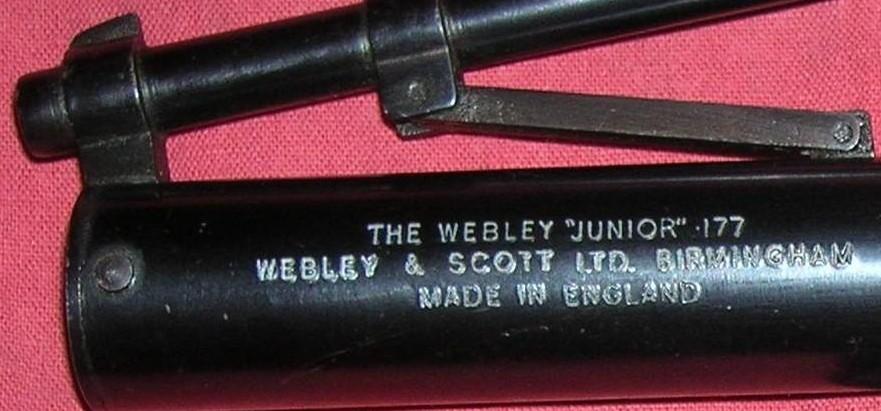 THE WEBLEY "JUNIOR" ·177
WEBLEY & SCOTT LTD. BIRMINGHAM
MADE IN ENGLAND